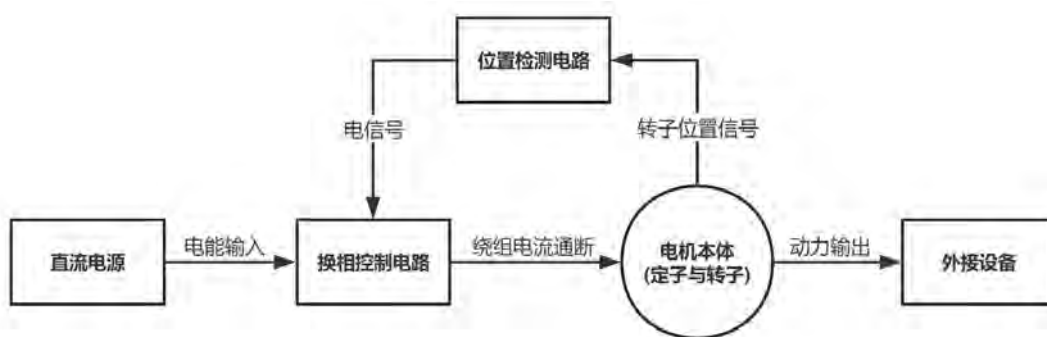 位置检测电路
电信号
转子位置信号
直流电源
电能输入
换相控制电路
绕组电流通断
电机本体
(定子与转子)
动力输出
外接设备